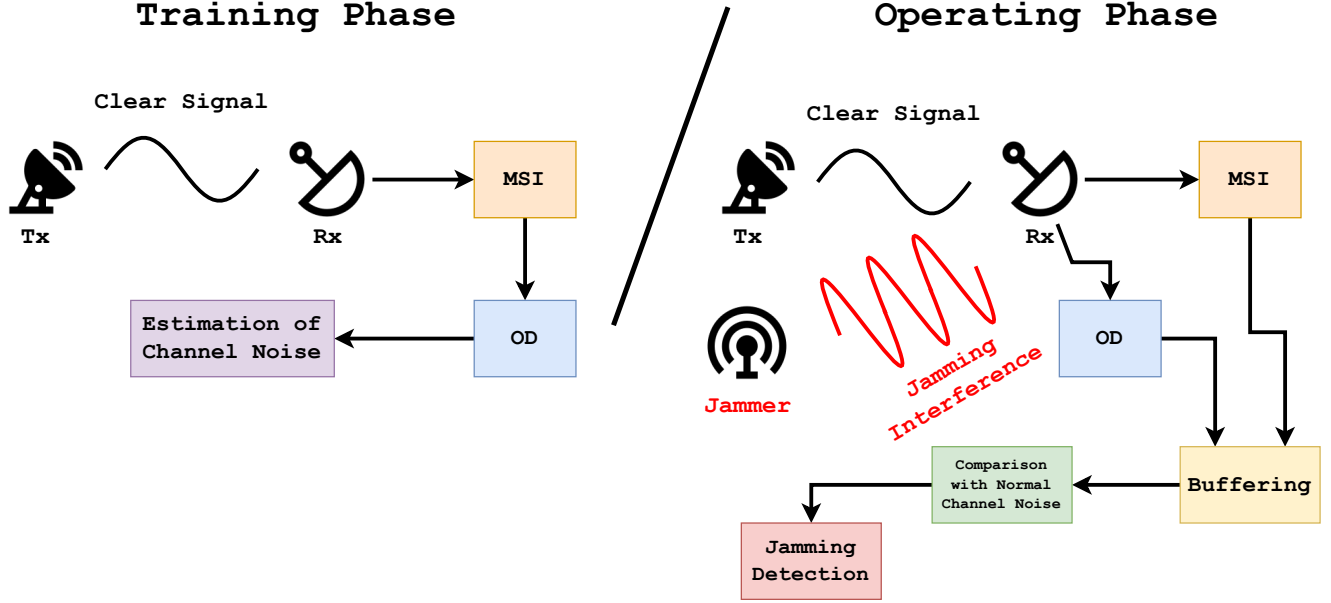 Training Phase
Clear Signal
Tx
Rx
MSI
OD
Estimation of
Channel Noise
Operating Phase
Clear Signal
Tx
Rx
MSI
Jammer
Jamming
Interference
OD
Buffering
Comparison
with Normal
Channel Noise
Jamming
Detection